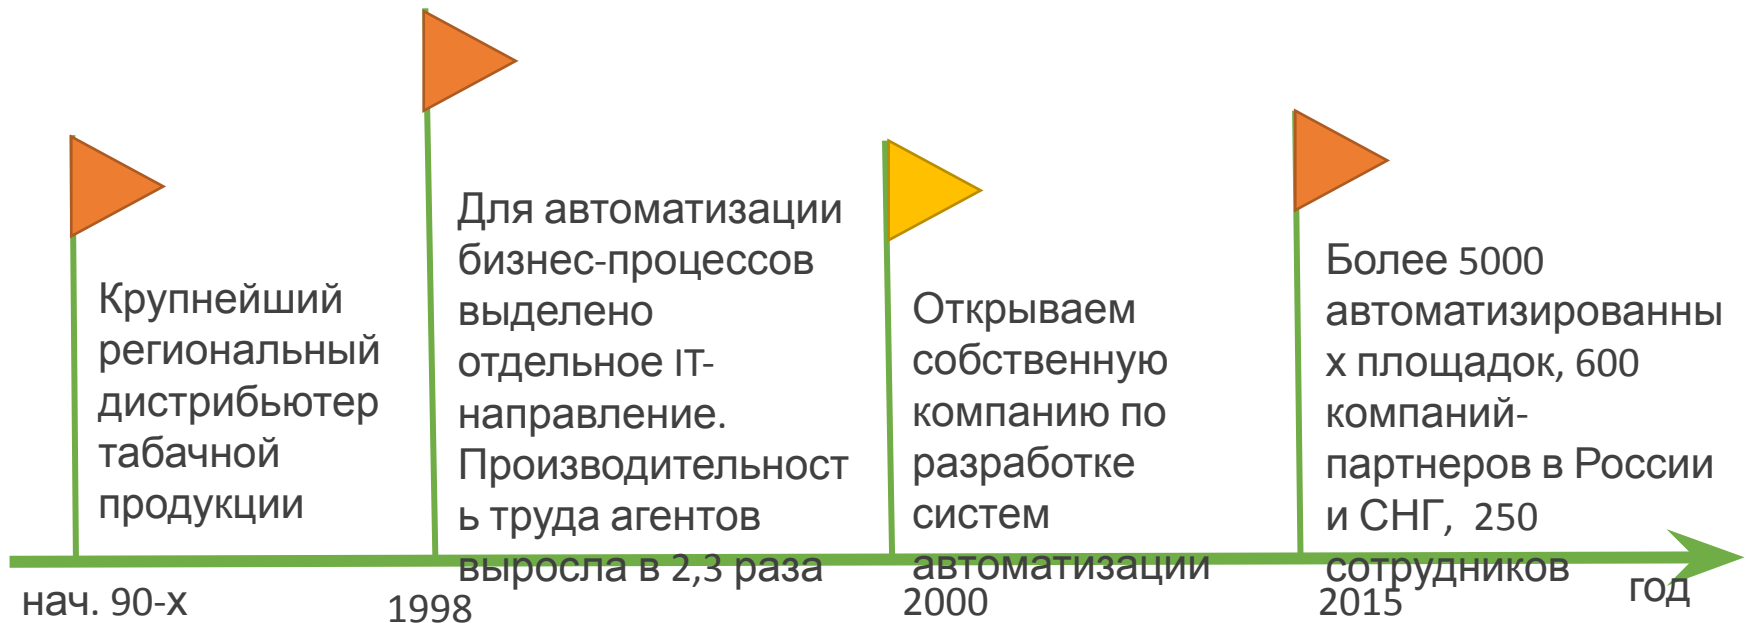 Крупнейший
региональный
дистрибьютер
табачной
продукции
Для автоматизации
бизнес-процессов
выделено
отдельное IT-
направление.
Производительност
ь труда агентов
выросла в 2,3 раза
Открываем
собственную
компанию по
разработке
систем
автоматизации
Более 5000
автоматизированны
х площадок, 600
компаний-
партнеров в России
и СНГ, 250
сотрудников
нач. 90-х
1998
2000
2015
год